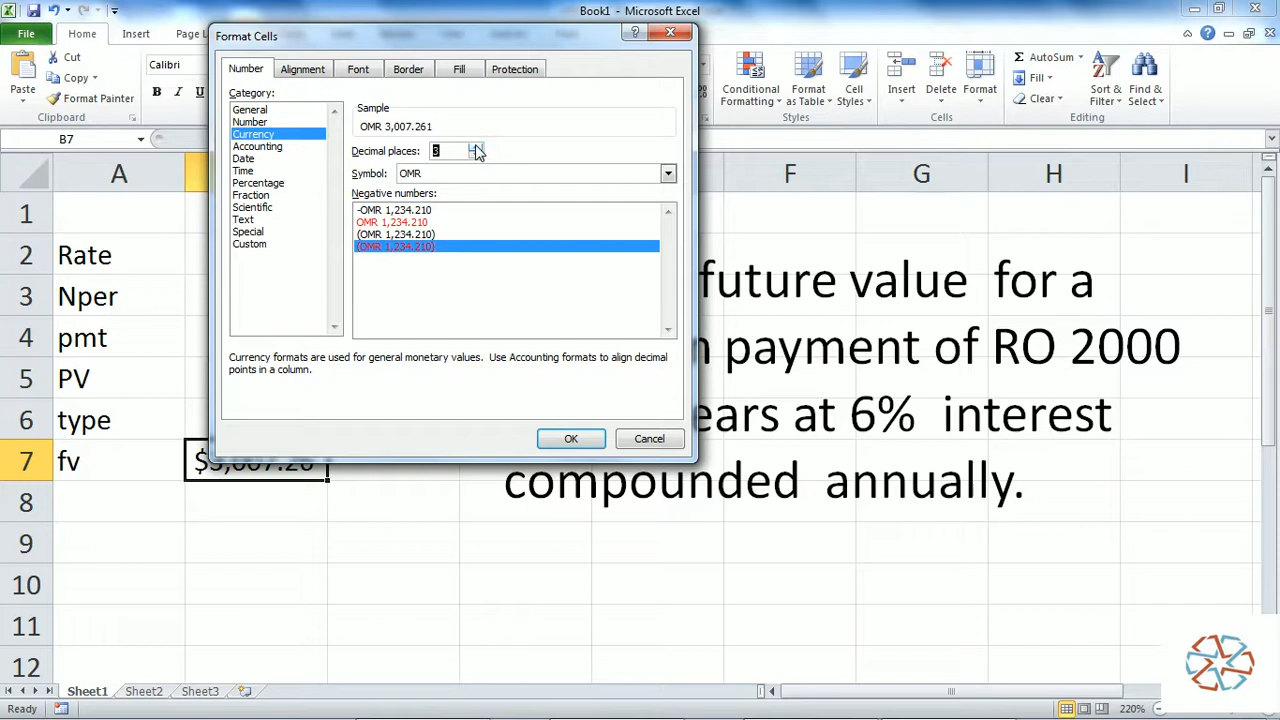 Book1 - Microsoft Excel
File
Home
Insert
Page L
Format Cells
Cut
Copy
Format Painter
Paste
Clipboard
Calibri
B I U
Number
Alignment
Font
Border
Fill
Protection
Category:
General
Number
Currency
Accounting
Date
Time
Percentage
Fraction
Scientific
Text
Special
Custom
Sample
OMR 3,007.261
Decimal places: 3
Symbol: OMR
Negative numbers:
-OMR 1,234.210
OMR 1,234.210
(OMR 1,234.210)
(OMR 1,234.210)
Currency formats are used for general monetary values. Use Accounting formats to align decimal
points in a column.
OK
Cancel
Conditional
Formatting
Format
as Table
Cell
Styles
Styles
Insert
Delete
Format
Cells
AutoSum
Fill
Clear
Sort &
Filter
Find &
Select
Editing
B7
A F G H I
1
2 Rate
3 Nper
4 pmt
5 PV
6 type
7 fv $3,007.26
8
9
10
11
12
future value for a
payment of RO 2000
ears at 6% interest
compounded annually.
Sheet1 Sheet2 Sheet3
Ready
220%